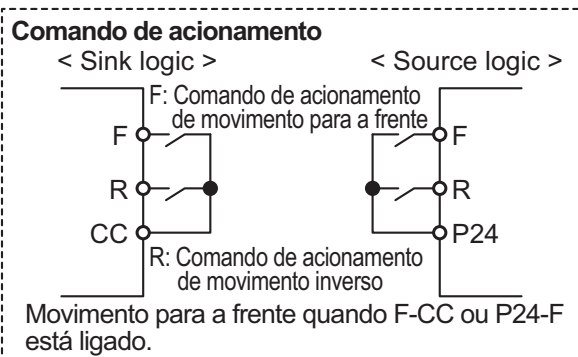 Comando de acionamento
< Sink logic >
< Source logic >
F: Comando de acionamento
de movimento para a frente
F
F
R
R
CC
P24
R: Comando de acionamento
de movimento inverso
Movimento para a frente quando F-CC ou P24-F
está ligado.